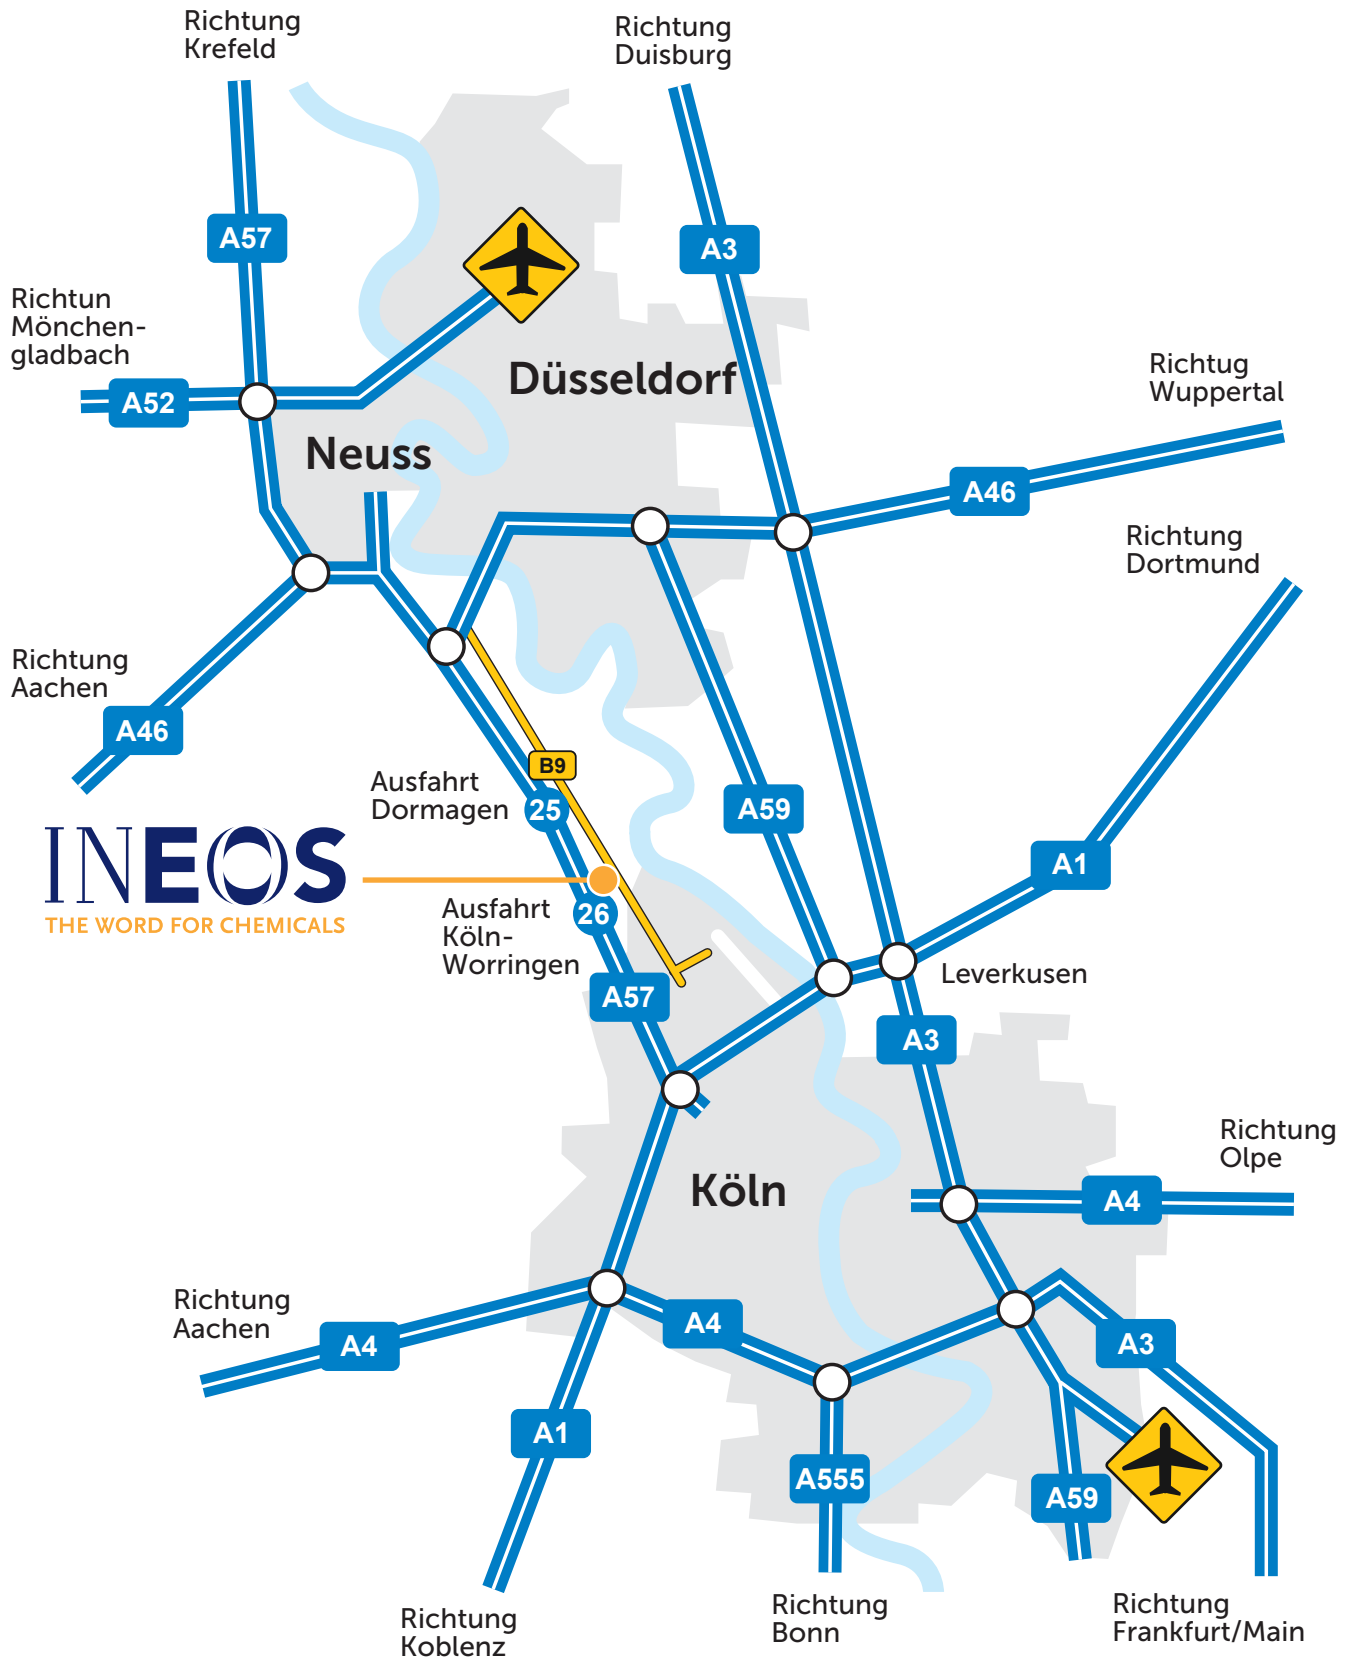 Richtung
Krefeld
Richtung
Duisburg
A57
A3
Richtun
Mönchen-
gladbach
A52
Düsseldorf
Richtug
Wuppertal
Neuss
A46
Richtung
Dortmund
Richtung
Aachen
A46
B9
Ausfahrt
Dormagen
25
A59
INEOS
THE WORD FOR CHEMICALS
A1
Ausfahrt
Köln-
Worringen
26
A57
Leverkusen
A3
Richtung
Olpe
Köln
A4
Richtung
Aachen
A4
A4
A3
A1
A555
A59
Richtung
Koblenz
Richtung
Bonn
Richtung
Frankfurt/Main